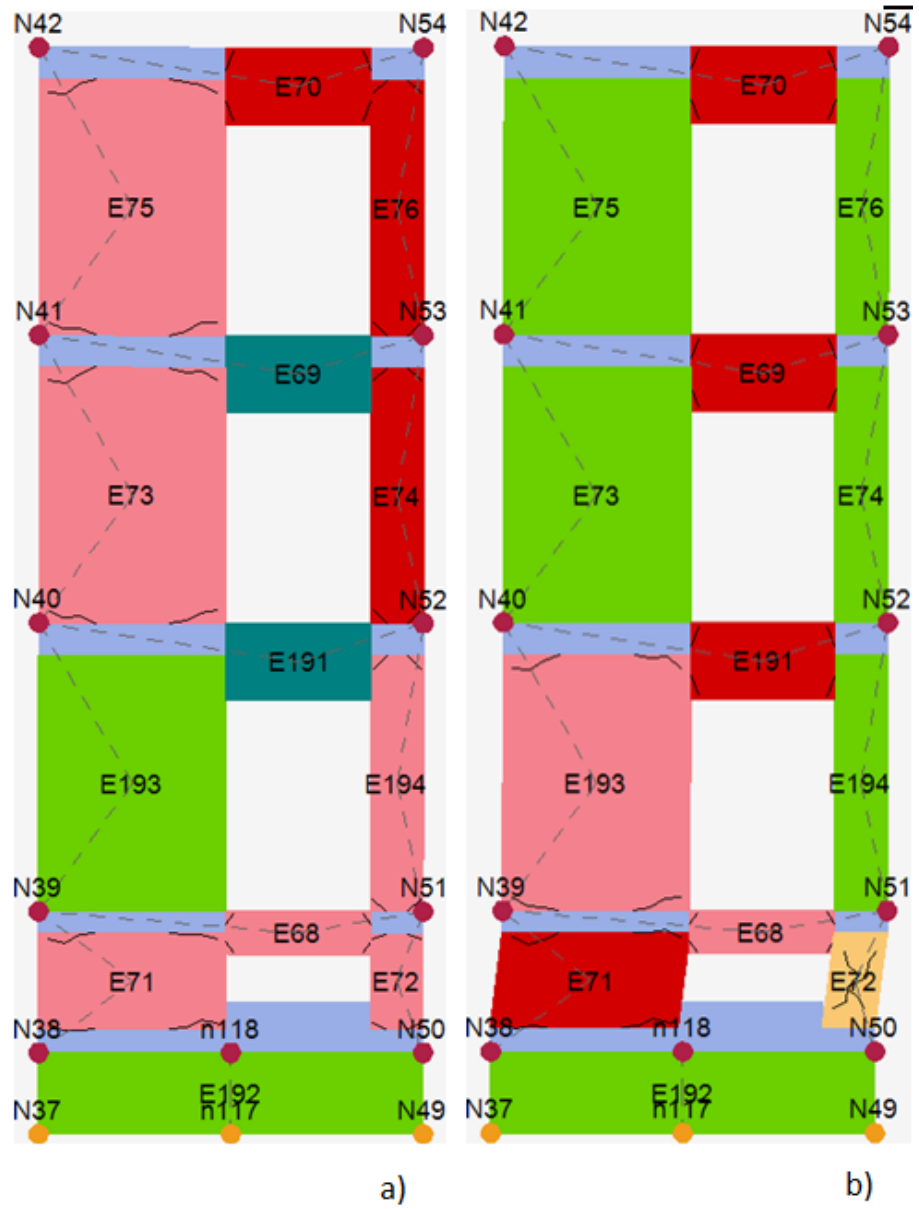 N42 N54 N42 N54
E70 E70
E75 E76 E75 E76
N41 N53 N41 N53
E69 E69
E73 E74 E73 E74
N40 N52 N40 N52
E191 E191
E193 E194 E193 E194
N39 N51 N39 N51
E68 E68
E71 E72 E71 E72
N38 n118 N50 N38 n118 N50
E192 E192
N37 n117 N49 N37 n117 N49
a) b)